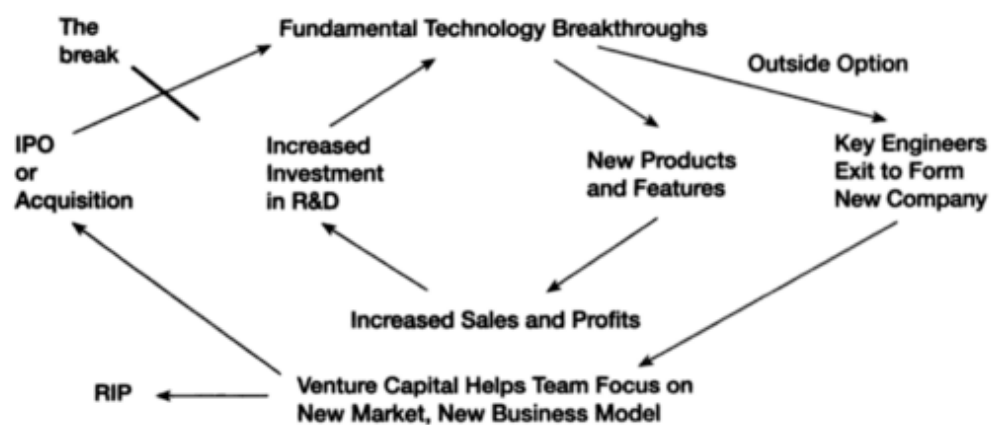 The
break
Fundamental Technology Breakthroughs
Outside Option
IPO
or
Acquisition
Increased
Investment
in R&D
New Products
and Features
Key Engineers
Exit to Form
New Company
Increased Sales and Profits
RIP
Venture Capital Helps Team Focus on
New Market, New Business Model